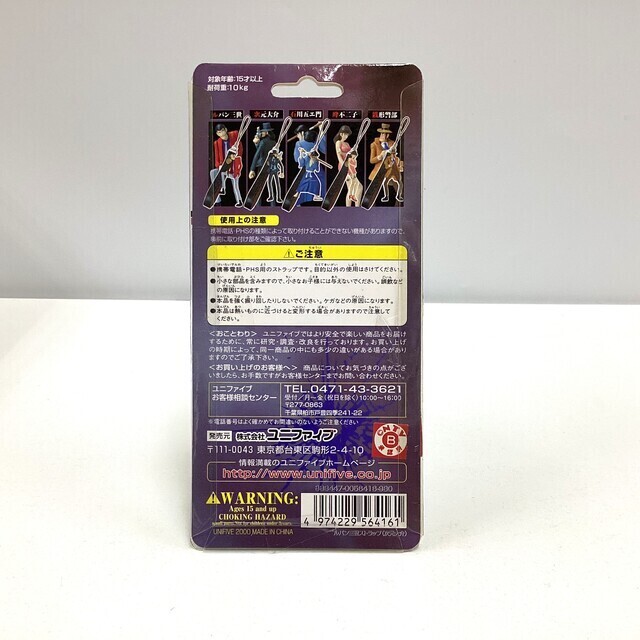 対象年齢:15才以上
耐荷重:10kg
ルパン三世 次元大介 石川五エ門 峰不二子 銭形警部
使用上の注意
携帯電話・PHSの種類によって取り付けることができない機種がありますので、
事前に取り付け部をご確認下さい。
ご注意
●携帯電話・PHS用のストラップです。目的以外の使用はさけてください。
●小さな部品を含みますので、小さなお子様には与えないでください。誤飲など
の原因になります。
●本品を強く振り回したりしないでください。ケガなどの原因になります。
●本品は熱いものに近づけると変形する場合がありますので注意して
ください。
<おことわり> ユニファイブではより安全で楽しい商品をお届け
するために、常に研究・調査・改良を行っております。お買い上げ
の時期によって、同一商品の中にも多少の違いがある場合があり
ますのでご了承下さい。
<お買い上げのお客様へ> 商品についてお気づきの点がござ
いましたら、お手数ですがお客様センターまでお問い合わせください。
ユニファイブ
お客様相談センター
TEL.0471-43-3621
受付/月~金(祝日を除く)10:00~16:00)
〒277-0863
千葉県柏市戸豊四季241-22
※電話番号はよく確かめてお間違いのないようご注意ください。
発売元 株式会社ユニファイブ
〒111-0043 東京都台東区駒形2-4-10
情報満載のユニファイブホームページ
http://www.unifive.co.jp
WARNING:
Ages 15 and up
CHOKING HAZARD
small parts. Not for children under 3 years.
4 974229 564161
UNIFIVE 2000 MADE IN CHINA